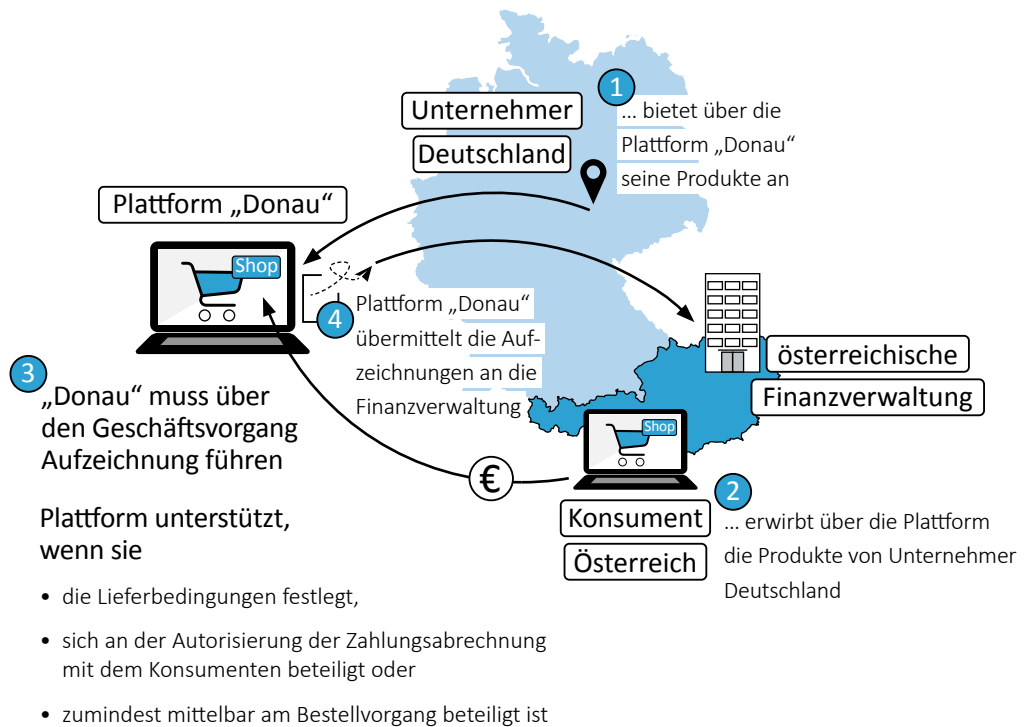 1
Unternehmer
Deutschland
... bietet über die
Plattform „Donau“
seine Produkte an
Plattform „Donau“
Shop
4
Plattform „Donau“
übermittelt die Auf-
zeichnungen an die
Finanzverwaltung
österreichische
Finanzverwaltung
3
„Donau“ muss über
den Geschäftsvorgang
Aufzeichnung führen
Shop
€
2
Konsument
Österreich
... erwirbt über die Plattform
die Produkte von Unternehmer
Deutschland
Plattform unterstützt,
wenn sie
• die Lieferbedingungen festlegt,
• sich an der Autorisierung der Zahlungsabrechnung
mit dem Konsumenten beteiligt oder
• zumindest mittelbar am Bestellvorgang beteiligt ist